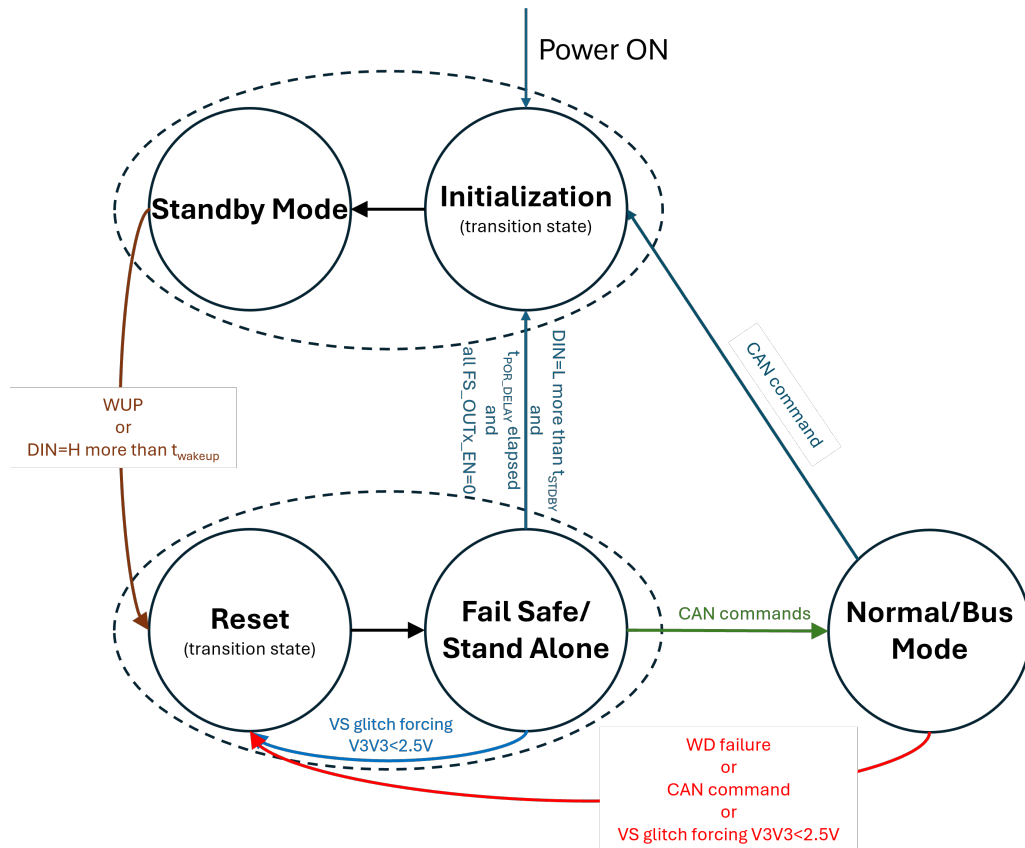 Power ON
Standby Mode
Initialization
(transition state)
DIN=L more than tSTDBY
and
tPOR_DELAY elapsed
and
all FS_OUTx_EN=0
CAN command
WUP
or
DIN=H more than twakeup
Reset
(transition state)
Fail Safe/
Stand Alone
CAN commands
Normal/Bus
Mode
VS glitch forcing
V3V3<2.5V
WD failure
or
CAN command
or
VS glitch forcing V3V3<2.5V